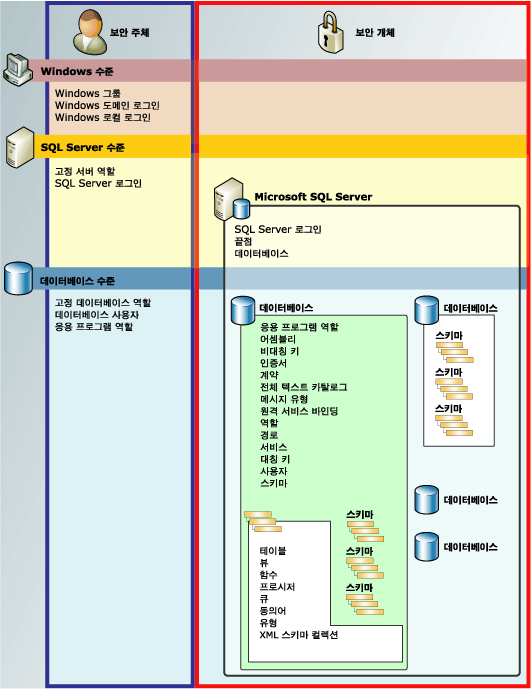 보안 주체
보안 개체
Windows 수준
Windows 그룹
Windows 도메인 로그인
Windows 로컬 로그인
SQL Server 수준
고정 서버 역할
SQL Server 로그인
Microsoft SQL Server
SQL Server 로그인
끝점
데이터베이스
데이터베이스 수준
고정 데이터베이스 역할
데이터베이스 사용자
응용 프로그램 역할
데이터베이스
응용 프로그램 역할
어셈블리
비대칭 키
인증서
계약
전체 텍스트 카탈로그
메시지 유형
원격 서비스 바인딩
역할
경로
서비스
대칭 키
사용자
스키마
스키마
스키마
스키마
테이블
뷰
함수
프로시저
큐
동의어
유형
XML 스키마 컬렉션
데이터베이스
스키마
스키마
스키마
데이터베이스
데이터베이스